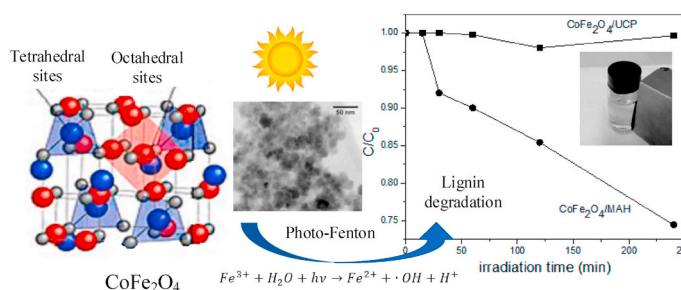 Tetrahedral sites
Octahedral sites
CoFe₂O₄
50 nm
Photo-Fenton
Fe³⁺ + H₂O + hν → Fe²⁺ + · OH + H⁺
C/C₀
1.00
0.95
0.90
0.85
0.80
0.75
CoFe₂O₄/UCP
Lignin
degradation
CoFe₂O₄/MAH
0
50
100
150
200
250
irradiation time (min)